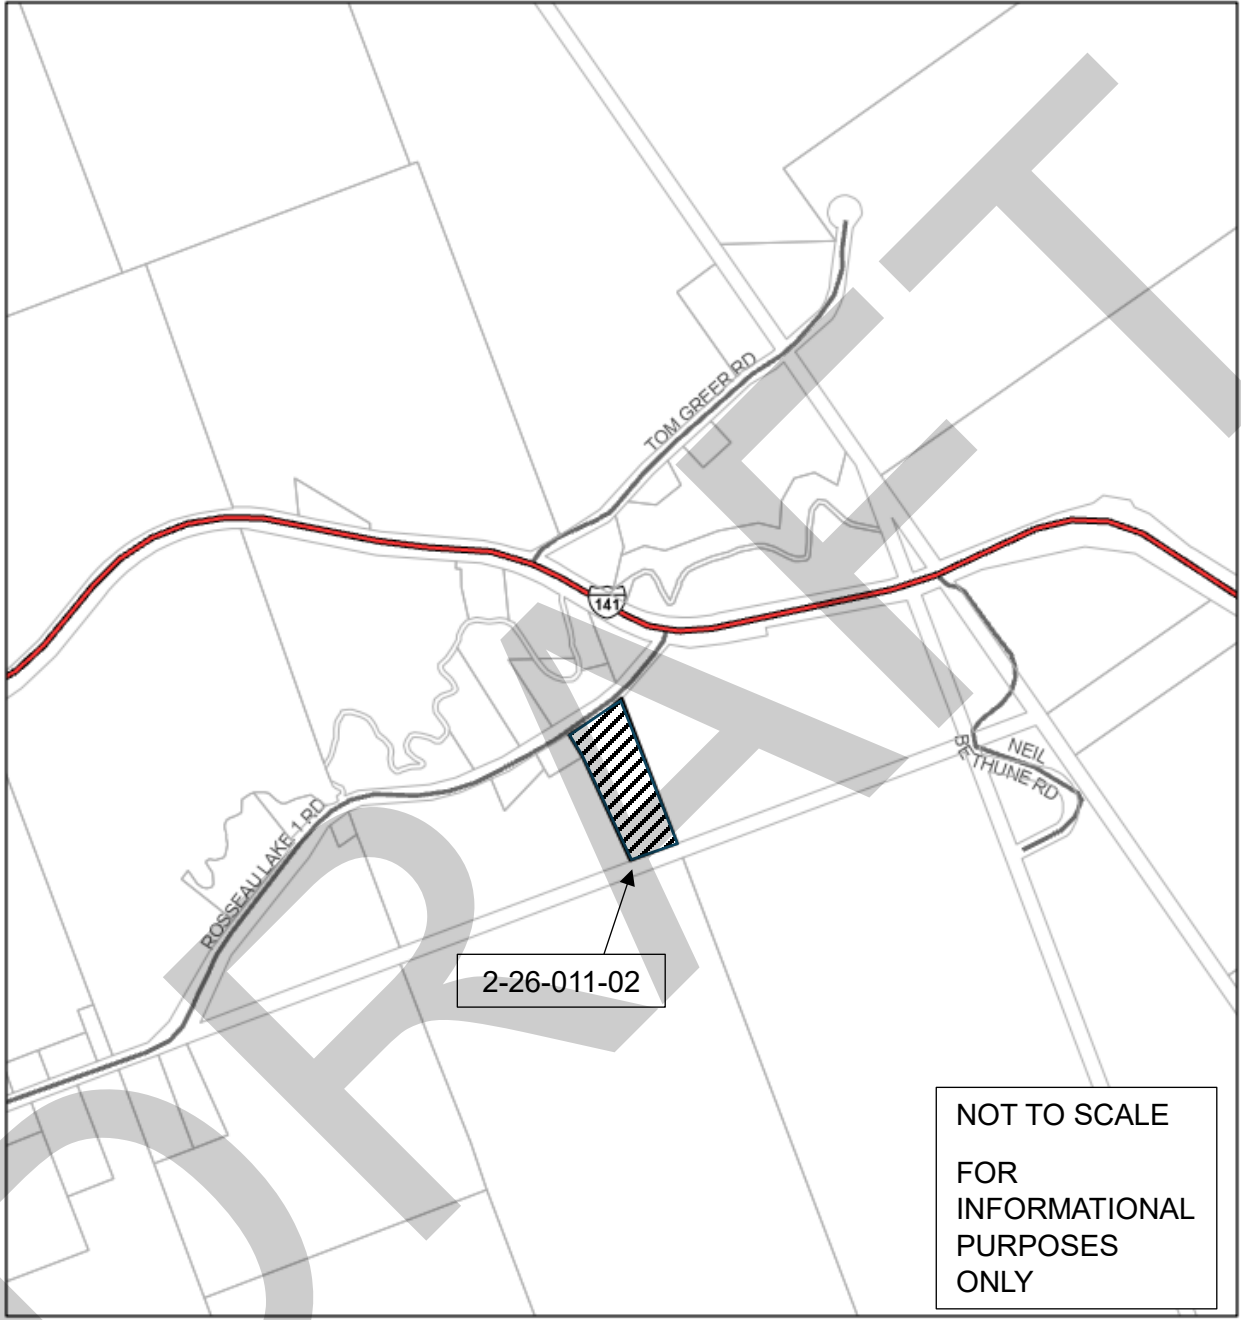 TOM GREER RD
141
NEIL
BETHUNE RD
ROSSEAU LAKE 1 RD
2-26-011-02
NOT TO SCALE
FOR
INFORMATIONAL
PURPOSES
ONLY
DRAFT